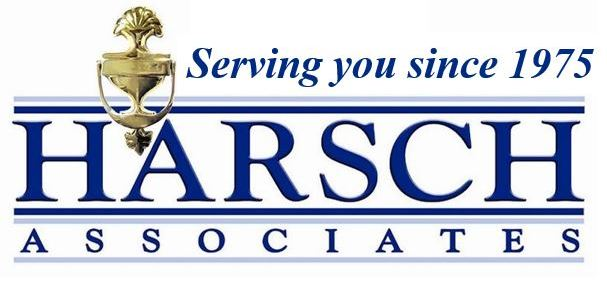 Serving you since 1975
HARSCH
ASSOCIATES